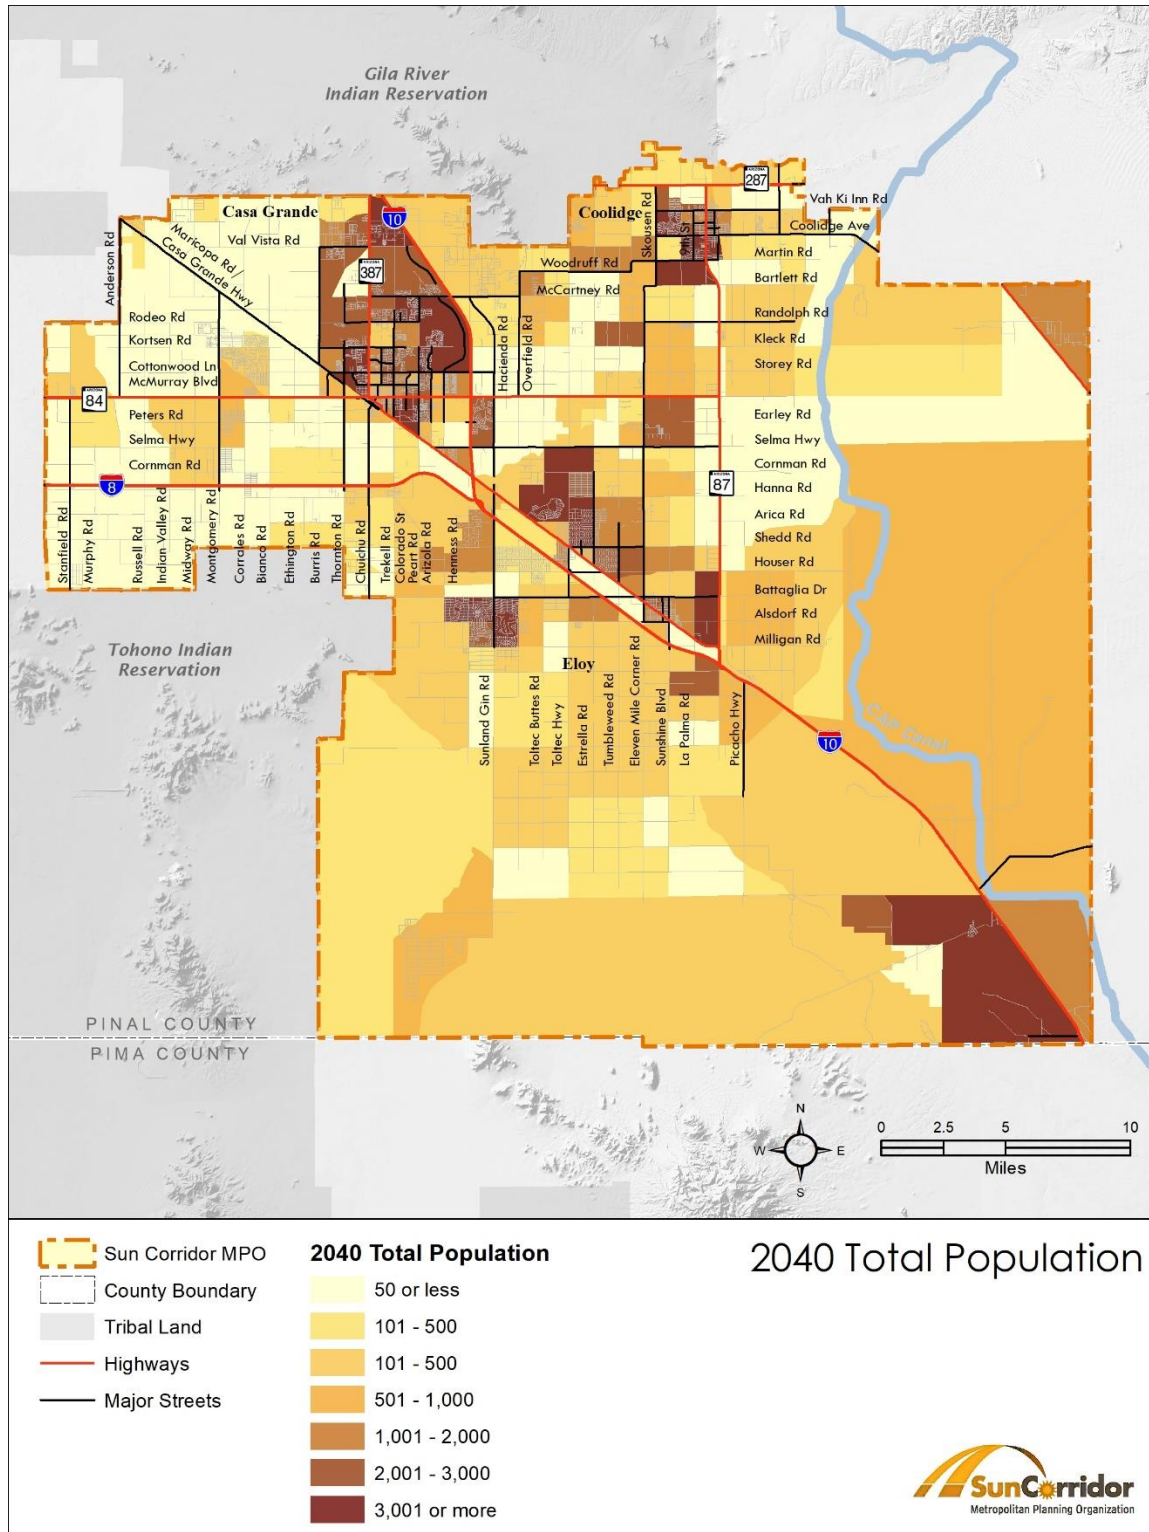 Gila River
Indian Reservation
287
Vah Ki Inn Rd
Casa Grande
10
Coolidge
Skousen Rd
9th St
Coolidge Ave
Val Vista Rd
Maricopa Rd /
Casa Grande Hwy
Anderson Rd
387
Woodruff Rd
Martin Rd
McCartney Rd
Bartlett Rd
Rodeo Rd
Randolph Rd
Kortsen Rd
Kleck Rd
Hacienda Rd
Overfield Rd
Cottonwood Ln
Storey Rd
McMurray Blvd
ARIZONA
84
Peters Rd
Earley Rd
Selma Hwy
Selma Hwy
Cornman Rd
Cornman Rd
8
ARIZONA
87
Hanna Rd
Arica Rd
Shedd Rd
Houser Rd
Battaglia Dr
Alsdorf Rd
Milligan Rd
Stanfield Rd
Murphy Rd
Russell Rd
Indian-Valley Rd
Midway Rd
Montgomery Rd
Corrales Rd
Bianco Rd
Ethington Rd
Burris Rd
Thornton Rd
Chuichu Rd
Trekell Rd
Colorado St
Peart Rd
Arizola Rd
Henness Rd
Tohono Indian
Reservation
Eloy
Sunland Gin Rd
Toltec Buttes Rd
Toltec Hwy
Estrella Rd
Tumbleweed Rd
Eleven Mile Corner Rd
Sunshine Blvd
La Palma Rd
Picacho Hwy
10
CAP Canal
PINAL COUNTY
PIMA COUNTY
N
W E
S
0 2.5 5 10
Miles
Sun Corridor MPO
County Boundary
Tribal Land
Highways
Major Streets
2040 Total Population
50 or less
101 - 500
101 - 500
501 - 1,000
1,001 - 2,000
2,001 - 3,000
3,001 or more
2040 Total Population
SunCorridor
Metropolitan Planning Organization